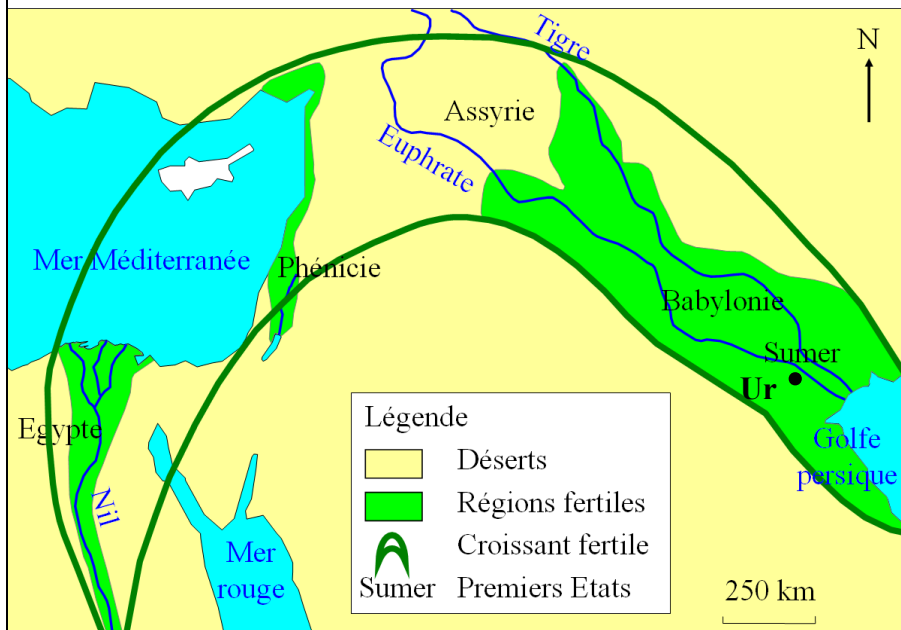 Tigre
N
Assyrie
Euphrate
Mer Méditerranée
Phénicie
Babylonie
Sumer
Ur
Egypte
Golfe
persique
Nil
Mer
rouge
Légende
Déserts
Régions fertiles
Croissant fertile
Sumer Premiers Etats
250 km